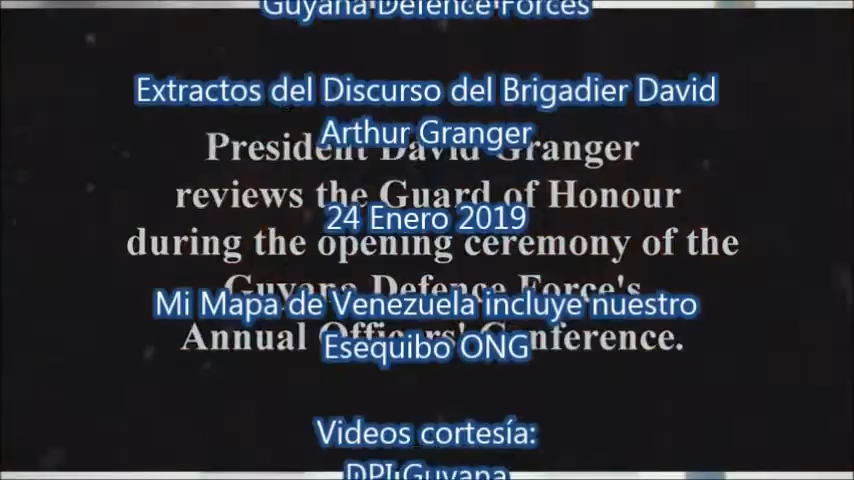 Guyana Defence Forces
Extractos del Discurso del Brigadier David
Arthur Granger
President David Granger
reviews the Guard of Honour
24 Enero 2019
during the opening ceremony of the
Guyana Defence Force's
Mi Mapa de Venezuela incluye nuestro
Annual Officers' Conference.
Esequibo ONG
Videos cortesía:
DPI Guyana